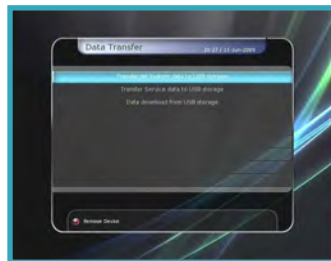 Data Transfer
Transfer all System data to USB storage
Transfer Service data to USB storage
Data download from USB storage
Remove Device